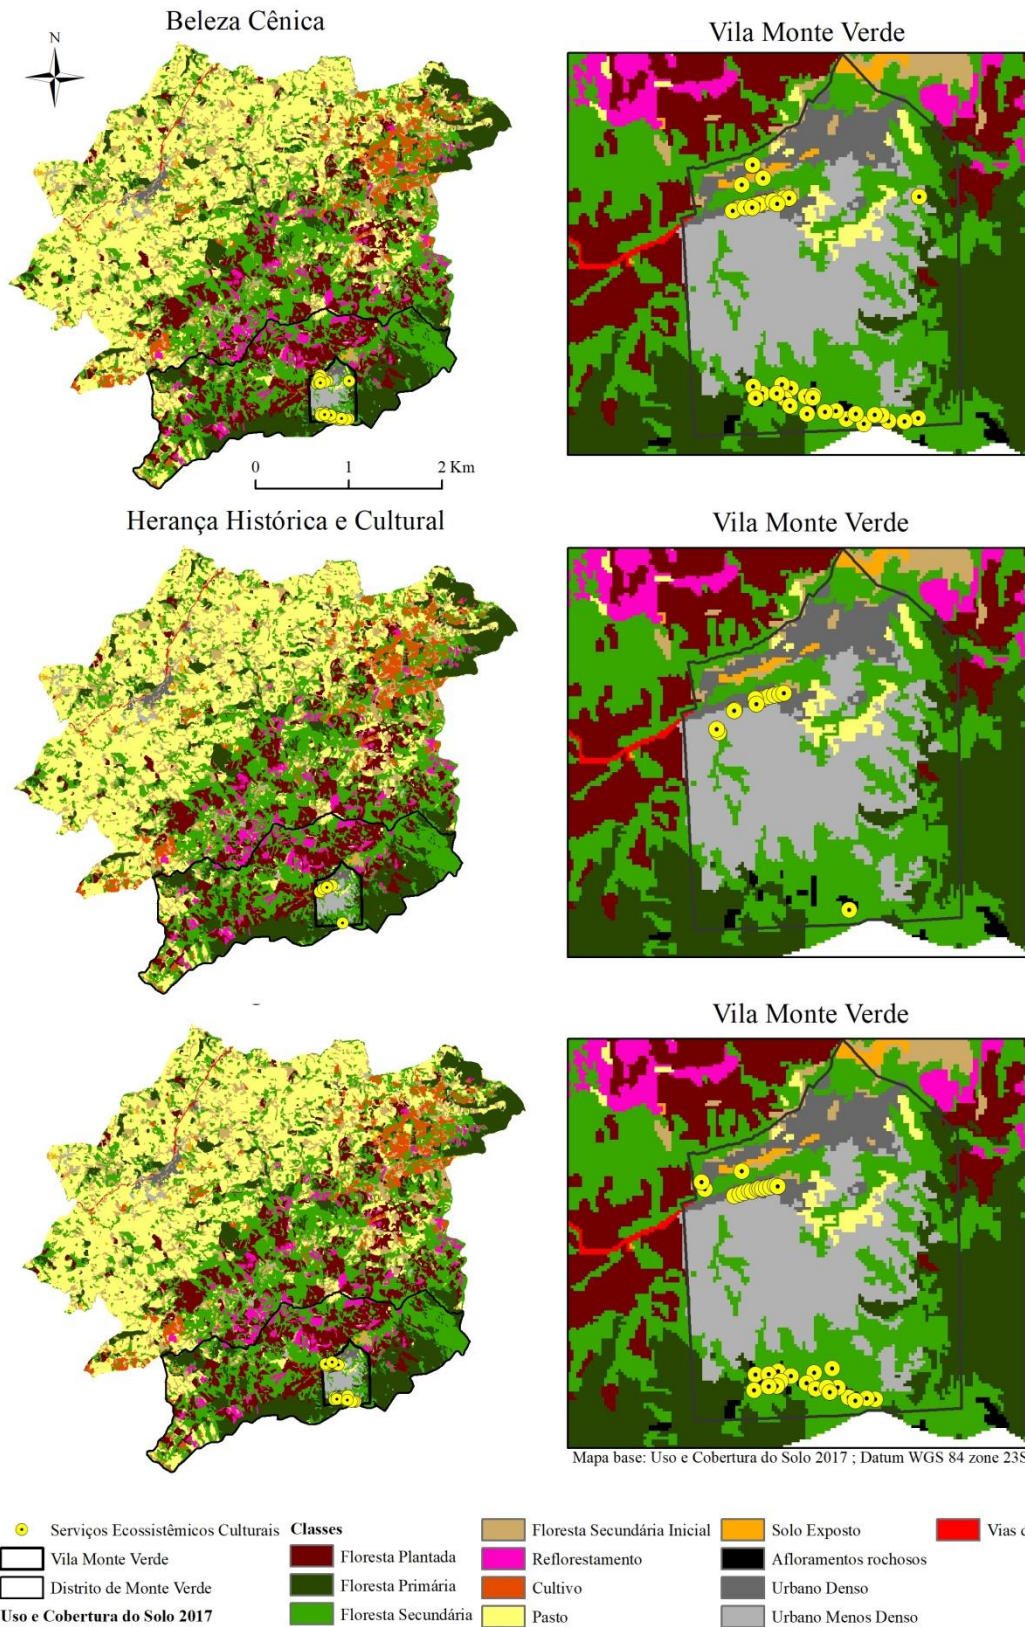 Beleza Cênica
Vila Monte Verde
N
0 1 2 Km
Herança Histórica e Cultural
Vila Monte Verde
Vila Monte Verde
Mapa base: Uso e Cobertura do Solo 2017 ; Datum WGS 84 zone 23S
Serviços Ecossistêmicos Culturais
Vila Monte Verde
Distrito de Monte Verde
Uso e Cobertura do Solo 2017
Classes
Floresta Plantada
Floresta Primária
Floresta Secundária
Floresta Secundária Inicial
Reflorestamento
Cultivo
Pasto
Solo Exposto
Afloramentos rochosos
Urbano Denso
Urbano Menos Denso
Vias